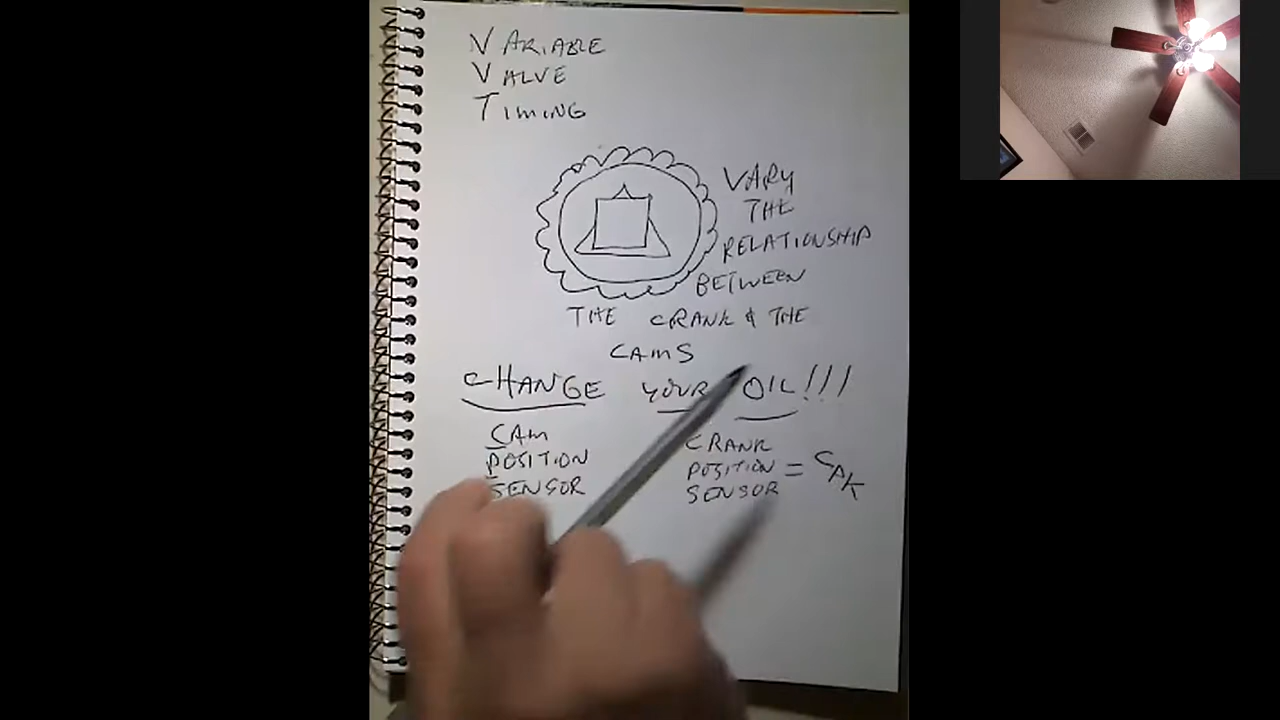 VARIABLE
VALVE
TIMING
VARY
THE
RELATIONSHIP
BETWEEN
THE CRANK & THE
CAMS
CHANGE YOUR OIL!!!
CAM
POSITION
SENSOR
CRANK
POSITION = CPK
SENSOR